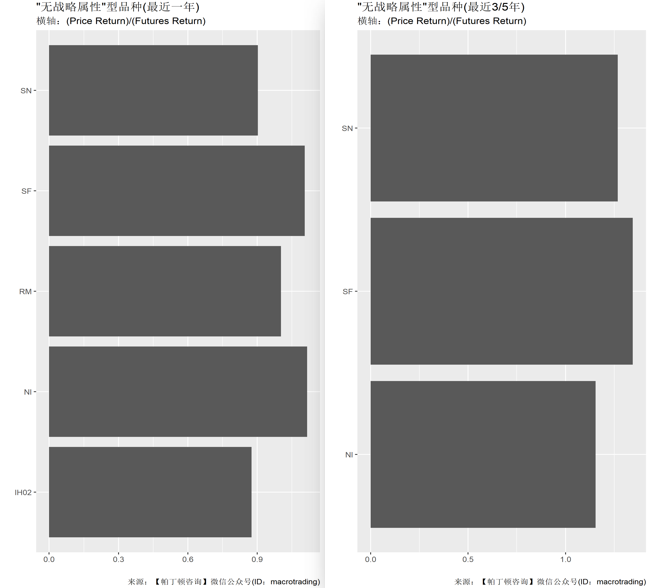 "无战略属性"型品种(最近一年)
横轴：(Price Return)/(Futures Return)
SN
SF
RM
NI
IH02
0.0 0.3 0.6 0.9
来源：【帕丁顿咨询】微信公众号(ID：macrotrading)
"无战略属性"型品种(最近3/5年)
横轴：(Price Return)/(Futures Return)
SN
SF
NI
0.0 0.5 1.0
来源：【帕丁顿咨询】微信公众号(ID：macrotrading)